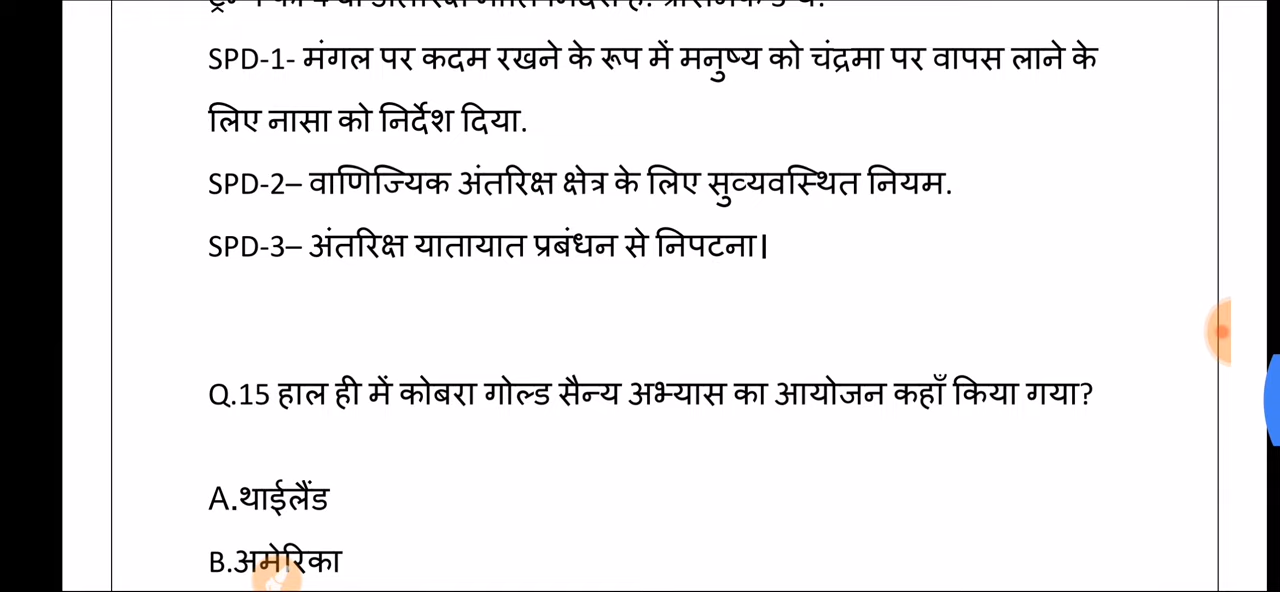 SPD-1- मंगल पर कदम रखने के रूप में मनुष्य को चंद्रमा पर वापस लाने के
लिए नासा को निर्देश दिया.
SPD-2– वाणिज्यिक अंतरिक्ष क्षेत्र के लिए सुव्यवस्थित नियम.
SPD-3– अंतरिक्ष यातायात प्रबंधन से निपटना।
Q.15 हाल ही में कोबरा गोल्ड सैन्य अभ्यास का आयोजन कहाँ किया गया?
A.थाईलैंड
B.अमेरिका